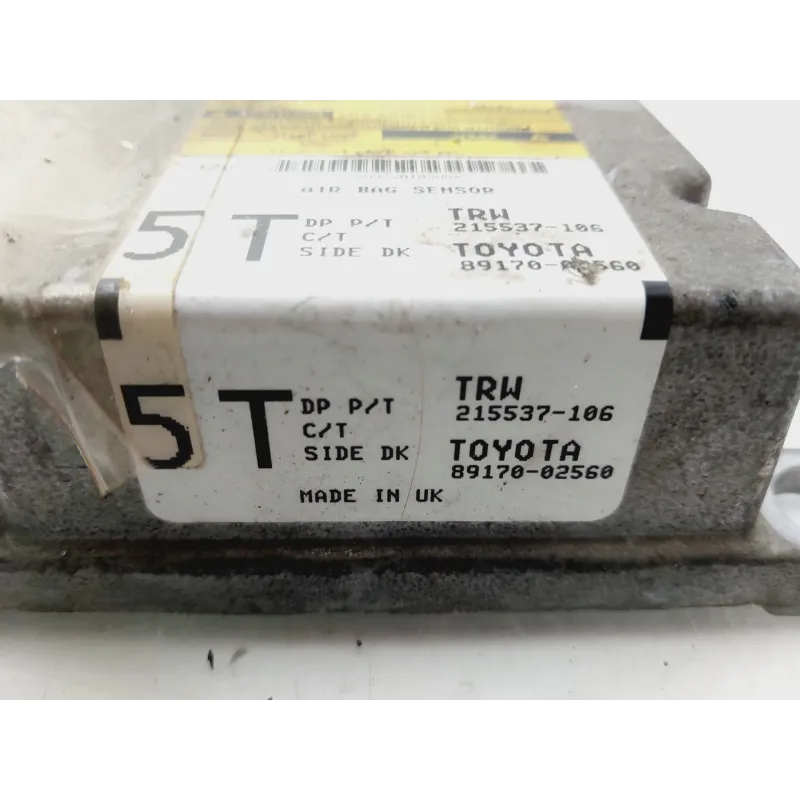 AIR BAG SENSOR
5T DP P/T TRW
C/T 215537-106
SIDE DK TOYOTA
89170-02560
5T DP P/T TRW
C/T 215537-106
SIDE DK TOYOTA
89170-02560
MADE IN UK